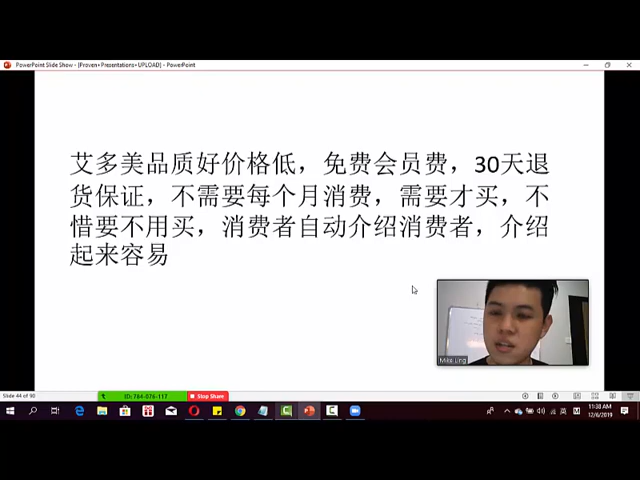 PowerPoint Slide Show - [Proven+Presentations+UPLOAD] - PowerPoint
艾多美品质好价格低，免费会员费，30天退
货保证，不需要每个月消费，需要才买，不
惜要不用买，消费者自动介绍消费者，介绍
起来容易
Mike Ling
Slide 44 of 90
ID: 784-076-117
Stop Share
11:38 AM
12/6/2019